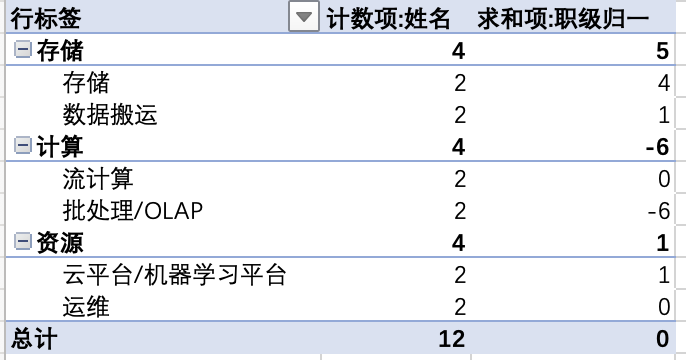 行标签 计数项:姓名 求和项:职级归一
存储 4 5
存储 2 4
数据搬运 2 1
计算 4 -6
流计算 2 0
批处理/OLAP 2 -6
资源 4 1
云平台/机器学习平台 2 1
运维 2 0
总计 12 0